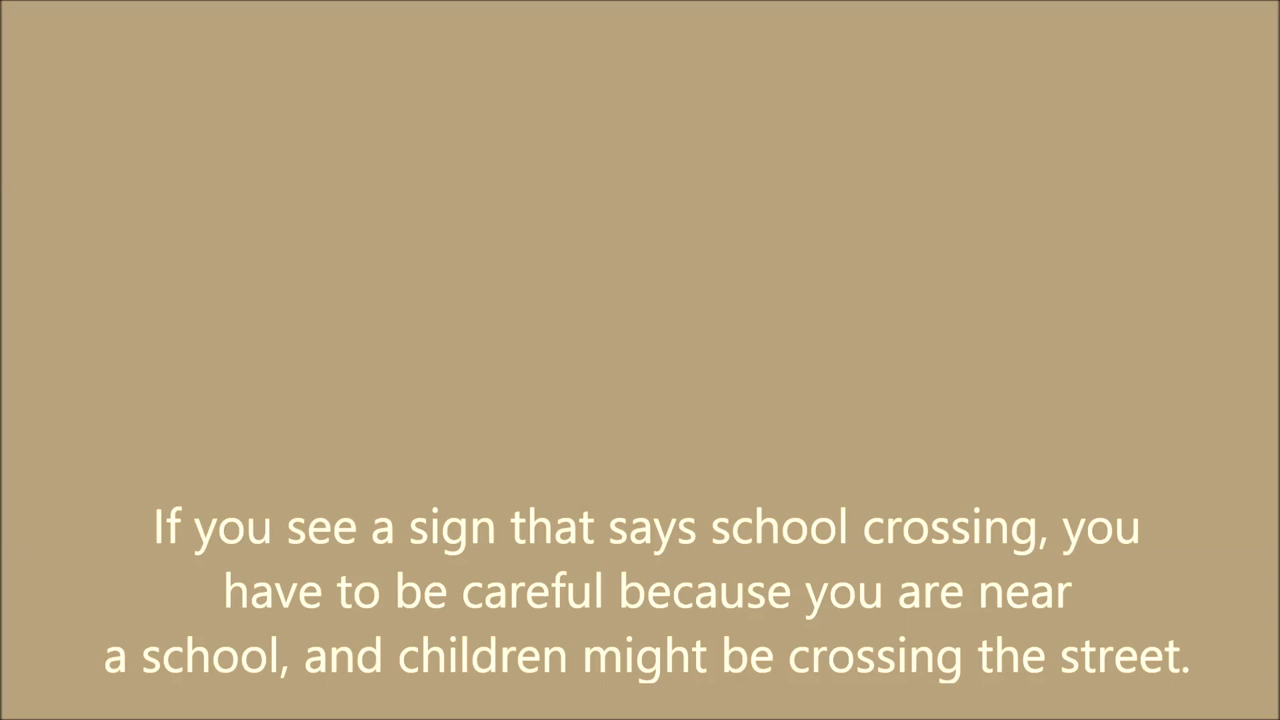 If you see a sign that says school crossing, you
have to be careful because you are near
a school, and children might be crossing the street.